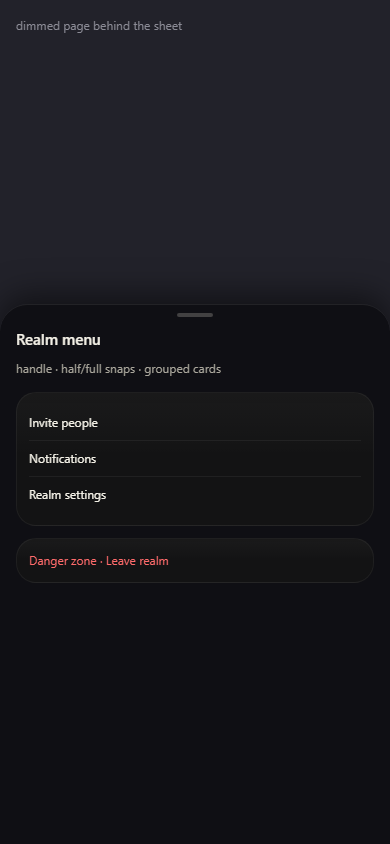 dimmed page behind the sheet
Realm menu
handle · half/full snaps · grouped cards
Invite people
Notifications
Realm settings
Danger zone · Leave realm